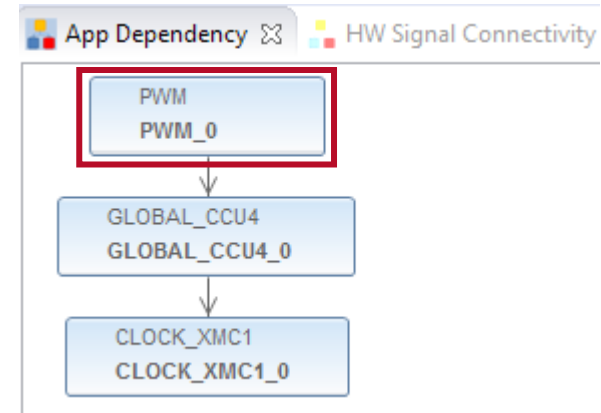 App Dependency
HW Signal Connectivity
PWM
PWM_0
GLOBAL_CCU4
GLOBAL_CCU4_0
CLOCK_XMC1
CLOCK_XMC1_0